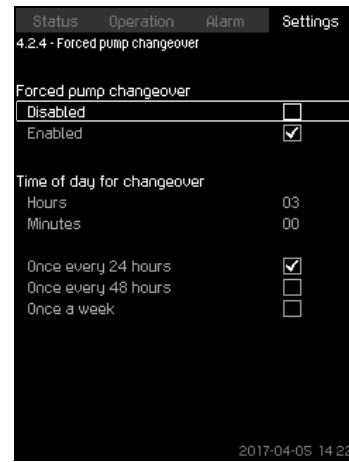 Status Operation Alarm Settings
4.2.4 - Forced pump changeover
Forced pump changeover
Disabled
Enabled
Time of day for changeover
Hours 03
Minutes 00
Once every 24 hours
Once every 48 hours
Once a week
2017-04-05 14:22